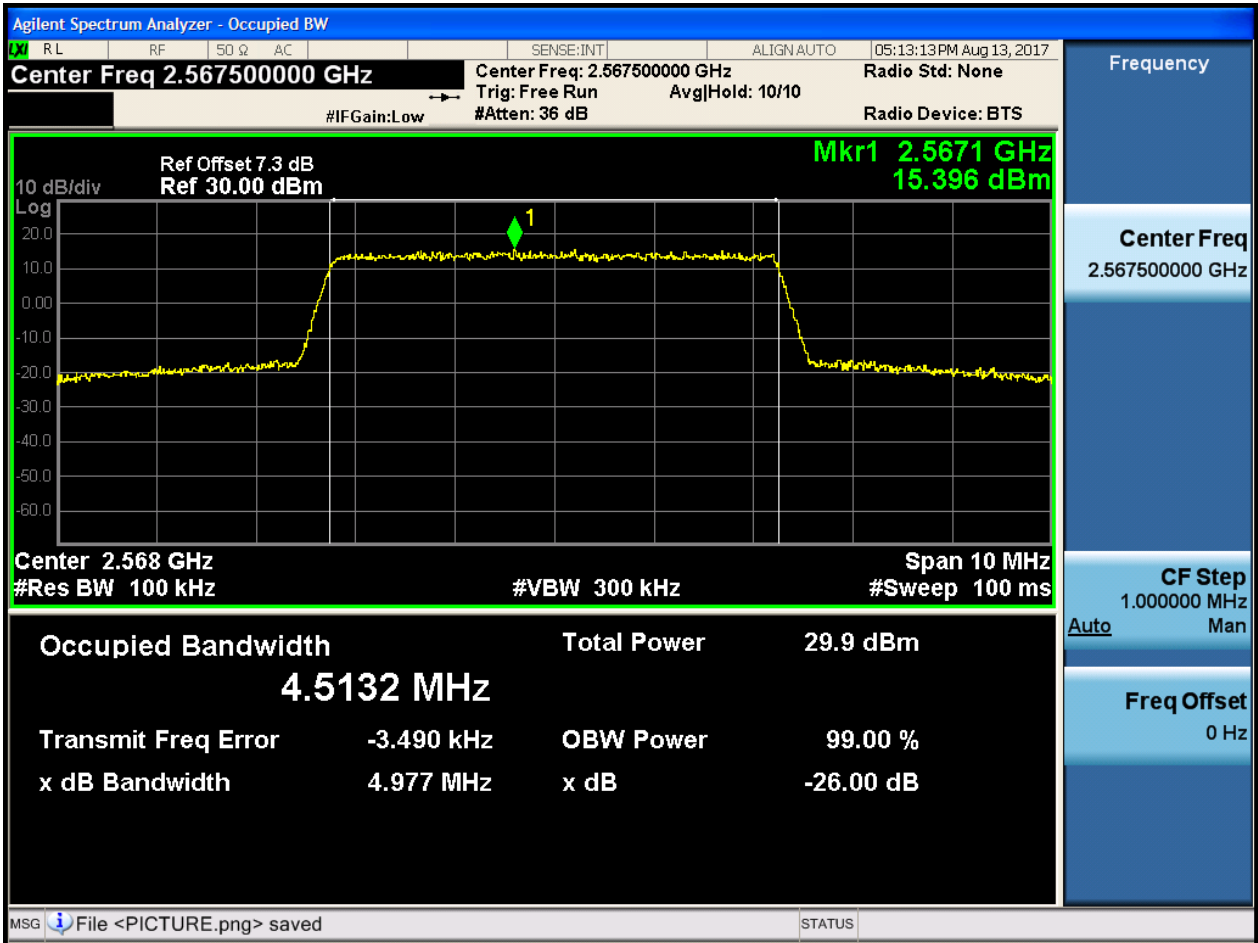 Agilent Spectrum Analyzer - Occupied BW
LXI RL RF 50 Ω AC SENSE:INT ALIGN AUTO 05:13:13 PM Aug 13, 2017
Center Freq 2.567500000 GHz
Center Freq: 2.567500000 GHz Radio Std: None
Trig: Free Run Avg|Hold: 10/10
#IFGain:Low #Atten: 36 dB Radio Device: BTS
Mkr1 2.5671 GHz
15.396 dBm
Ref Offset 7.3 dB
10 dB/div Ref 30.00 dBm
Log
1
20.0
10.0
0.00
-10.0
-20.0
-30.0
-40.0
-50.0
-60.0
Center 2.568 GHz Span 10 MHz
#Res BW 100 kHz #VBW 300 kHz #Sweep 100 ms
Occupied Bandwidth Total Power 29.9 dBm
4.5132 MHz
Transmit Freq Error -3.490 kHz OBW Power 99.00 %
x dB Bandwidth 4.977 MHz x dB -26.00 dB
Frequency
Center Freq
2.567500000 GHz
CF Step
1.000000 MHz
Auto Man
Freq Offset
0 Hz
MSG File <PICTURE.png> saved STATUS